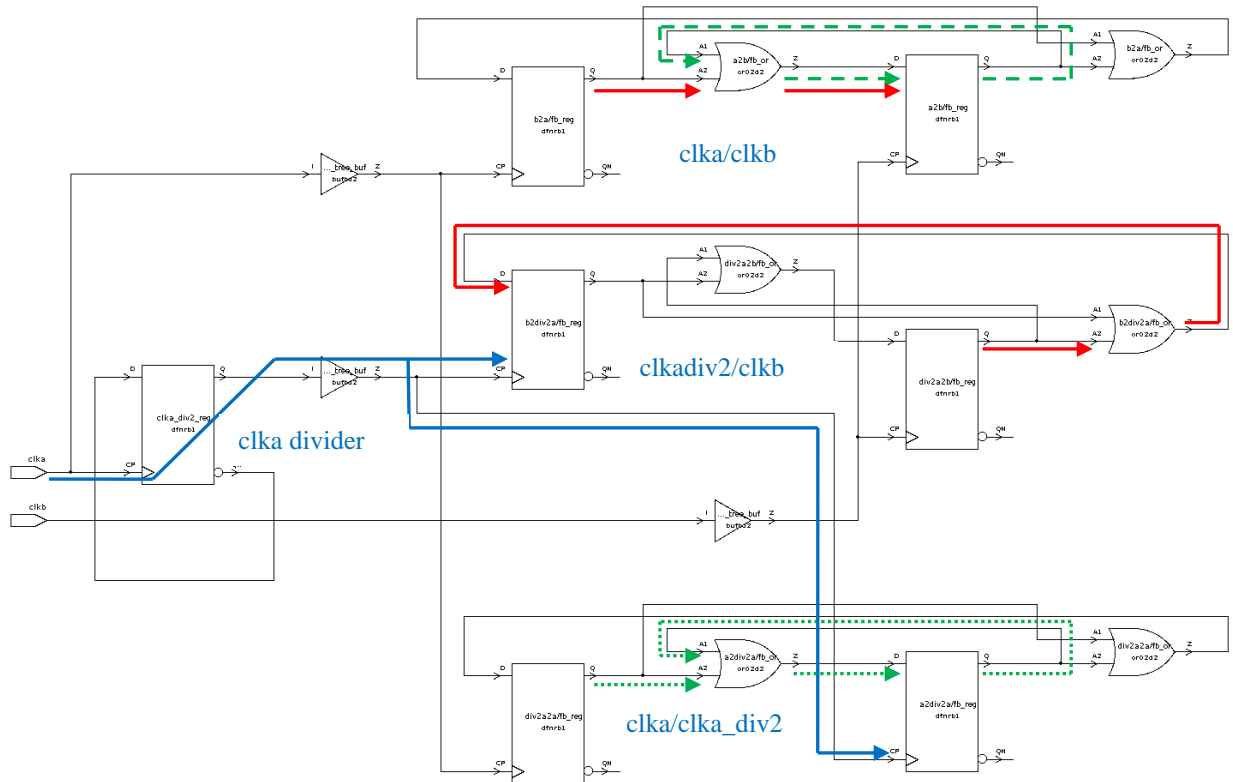 A1
a2b/fb_or
or02d2
A2
Z
A1
b2a/fb_or
or02d2
A2
Z
D
Q
b2a/fb_reg
dfnrb1
CP
QN
D
Q
a2b/fb_reg
dfnrb1
CP
QN
clka/clkb
I
..._tree_buf
bufbd2
Z
A1
div2a2b/fb_or
or02d2
A2
Z
D
Q
b2div2a/fb_reg
dfnrb1
CP
QN
A1
b2div2a/fb_or
or02d2
A2
Z
D
Q
div2a2b/fb_reg
dfnrb1
CP
QN
clkadiv2/clkb
D
Q
clka_div2_reg
dfnrb1
CP
...
I
..._tree_buf
bufbd2
Z
clka divider
clka
clkb
I
..._tree_buf
bufbd2
Z
A1
a2div2a/fb_or
or02d2
A2
Z
A1
div2a2a/fb_or
or02d2
A2
Z
D
Q
div2a2a/fb_reg
dfnrb1
CP
QN
D
Q
a2div2a/fb_reg
dfnrb1
CP
QN
clka/clka_div2